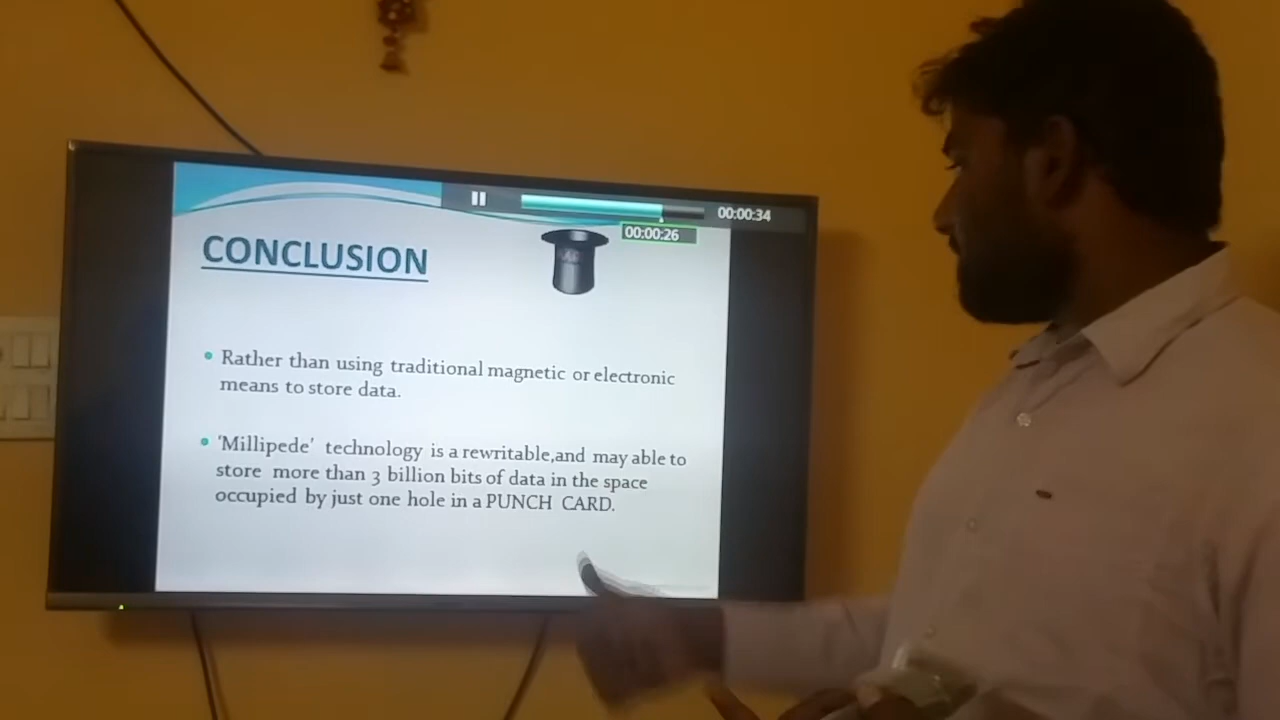 00:00:34
00:00:26
CONCLUSION
Rather than using traditional magnetic or electronic
means to store data.
'Millipede' technology is a rewritable,and may able to
store more than 3 billion bits of data in the space
occupied by just one hole in a PUNCH CARD.